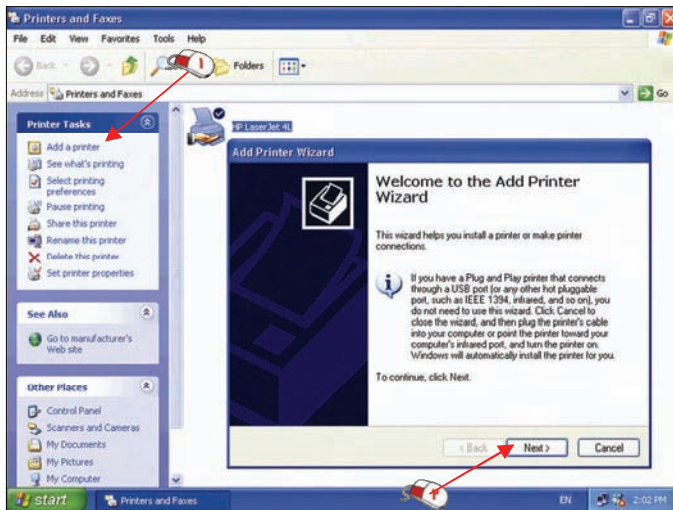 Printers and Faxes
File Edit View Favorites Tools Help
Back
Folders
Address Printers and Faxes
Go
Printer Tasks
Add a printer
See what's printing
Select printing
preferences
Pause printing
Share this printer
Rename this printer
Delete this printer
Set printer properties
See Also
Go to manufacturer's
Web site
Other Places
Control Panel
Scanners and Cameras
My Documents
My Pictures
My Computer
HP LaserJet 4L
Add Printer Wizard
Welcome to the Add Printer
Wizard
This wizard helps you install a printer or make printer
connections.
If you have a Plug and Play printer that connects
through a USB port (or any other hot pluggable
port, such as IEEE 1394, infrared, and so on), you
do not need to use this wizard. Click Cancel to
close the wizard, and then plug the printer's cable
into your computer or point the printer toward your
computer's infrared port, and turn the printer on.
Windows will automatically install the printer for you.
To continue, click Next.
< Back Next > Cancel
start Printers and Faxes EN 2:02 PM